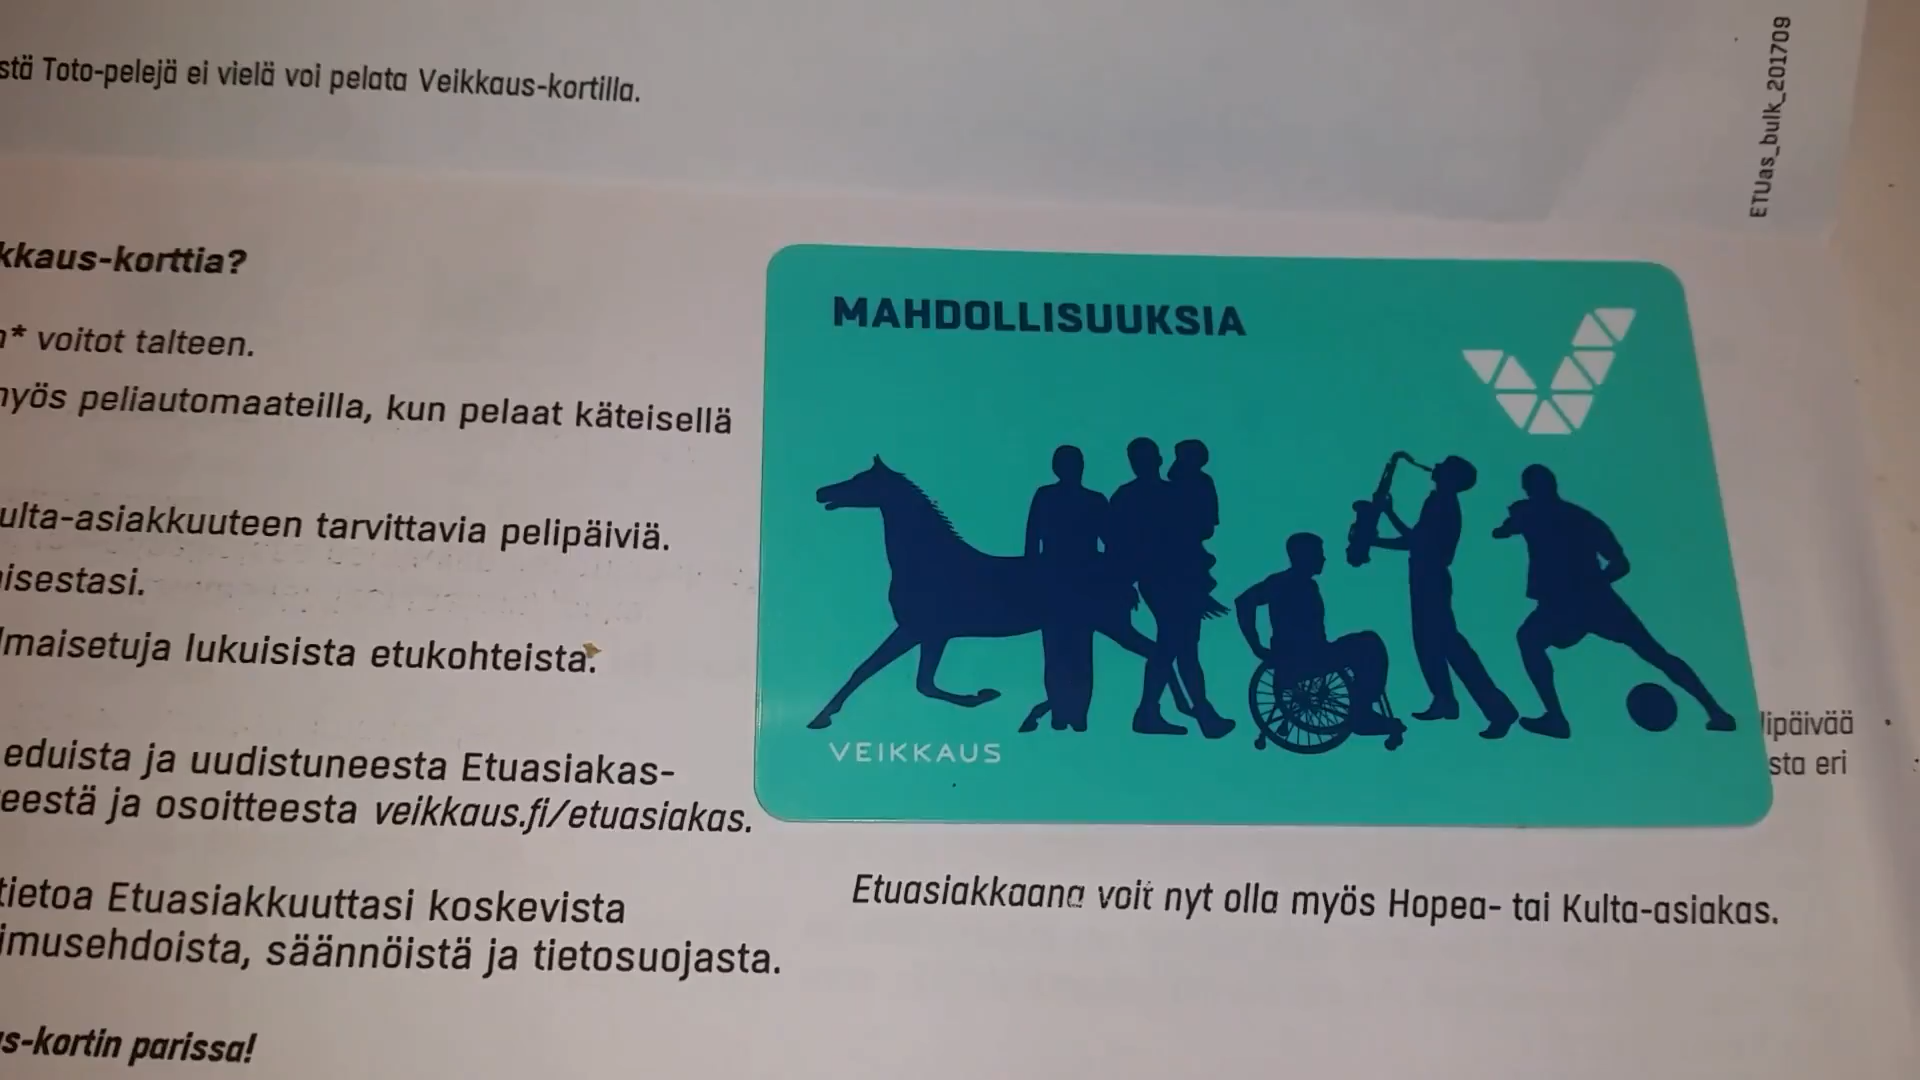 stä Toto-pelejä ei vielä voi pelata Veikkaus-kortilla.
ETUas_bulk_201709
kkaus-korttia?
n* voitot talteen.
nyös peliautomaateilla, kun pelaat käteisellä
ulta-asiakkuuteen tarvittavia pelipäiviä.
isestasi.
lmaisetuja lukuisista etukohteista.
eduista ja uudistuneesta Etuasiakas-
eestä ja osoitteesta veikkaus.fi/etuasiakas.
tietoa Etuasiakkuuttasi koskevista
imusehdoista, säännöistä ja tietosuojasta.
s-kortin parissa!
MAHDOLLISUUKSIA
VEIKKAUS
lipäivää
sta eri
Etuasiakkaana voit nyt olla myös Hopea- tai Kulta-asiakas.